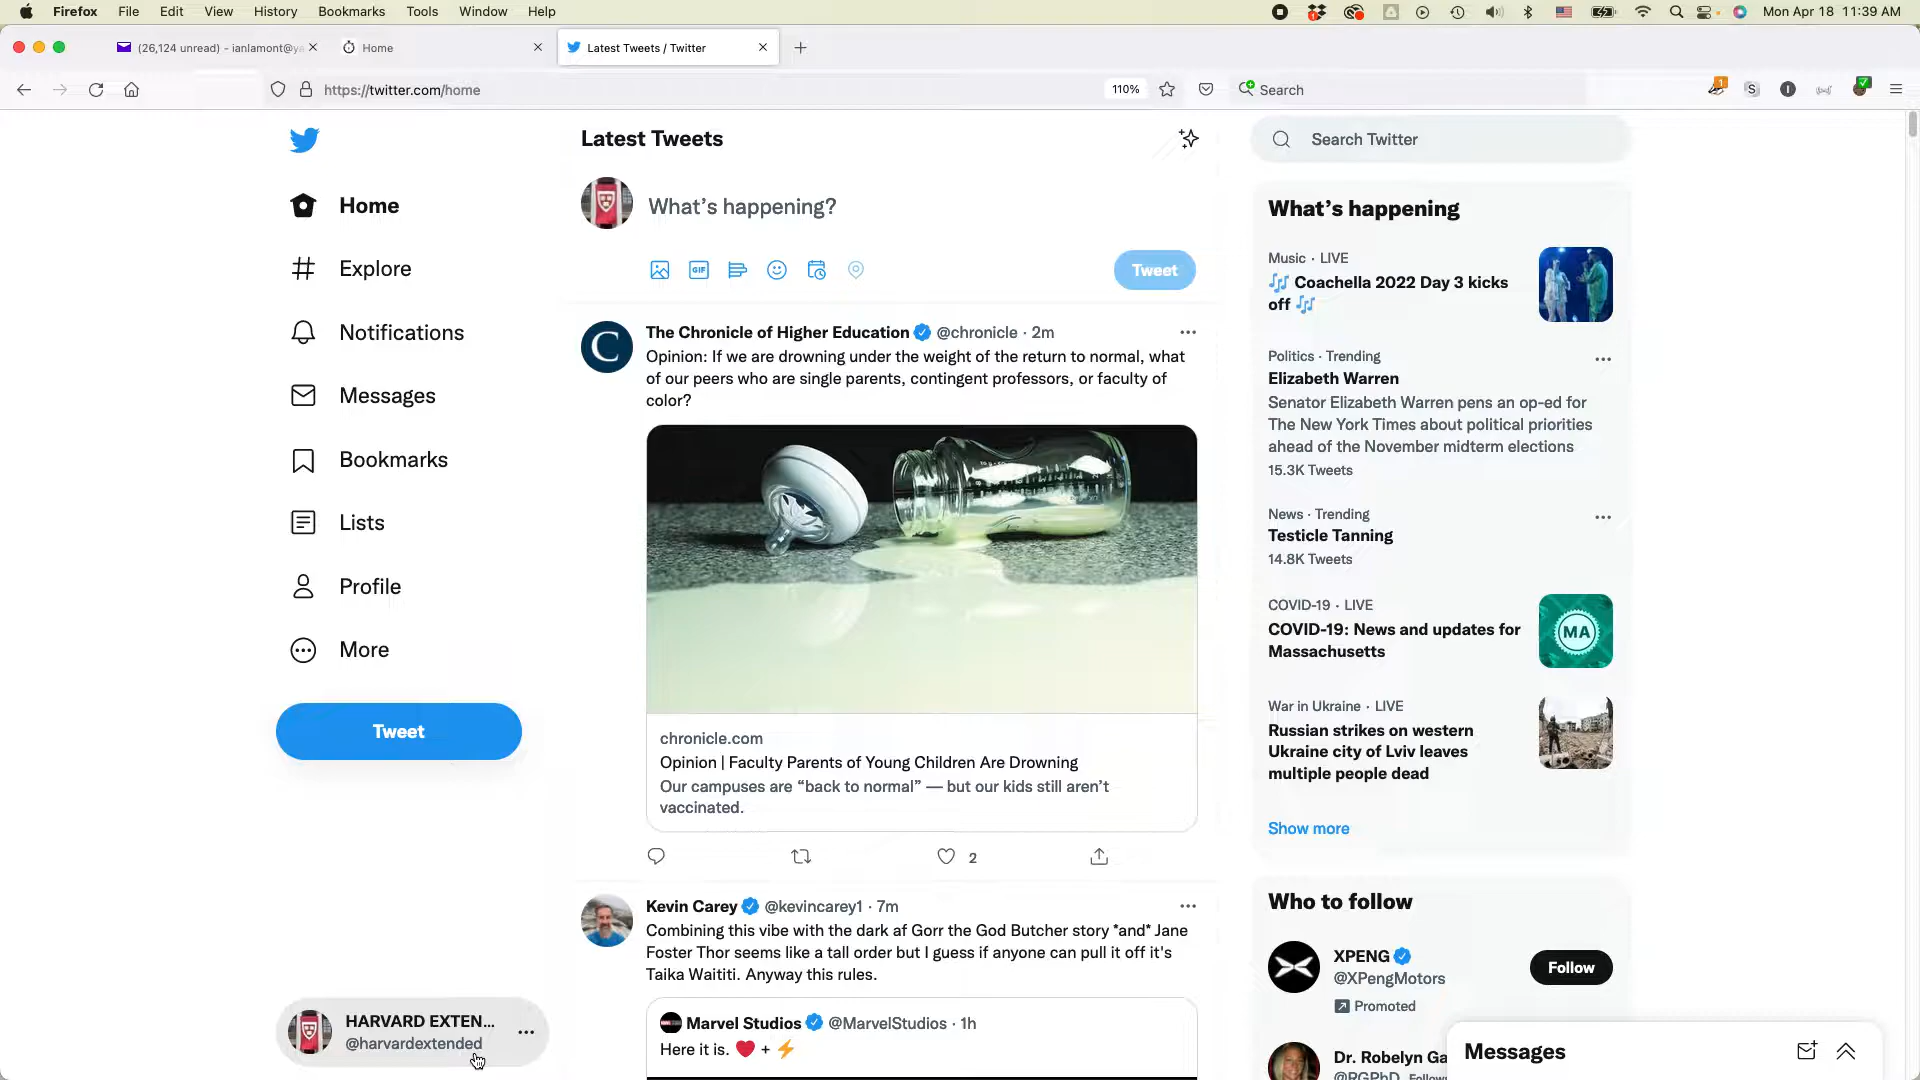 Firefox File Edit View History Bookmarks Tools Window Help
Mon Apr 18 11:39 AM
(26,124 unread) - ianlamont@ya
Home
Latest Tweets / Twitter
https://twitter.com/home
110%
Search
Home
Explore
Notifications
Messages
Bookmarks
Lists
Profile
More
Tweet
HARVARD EXTEN...
@harvardextended
Latest Tweets
What's happening?
GIF
Tweet
The Chronicle of Higher Education @chronicle · 2m
Opinion: If we are drowning under the weight of the return to normal, what
of our peers who are single parents, contingent professors, or faculty of
color?
chronicle.com
Opinion | Faculty Parents of Young Children Are Drowning
Our campuses are “back to normal” — but our kids still aren’t
vaccinated.
2
Kevin Carey @kevincarey1 · 7m
Combining this vibe with the dark af Gorr the God Butcher story *and* Jane
Foster Thor seems like a tall order but I guess if anyone can pull it off it's
Taika Waititi. Anyway this rules.
Marvel Studios @MarvelStudios · 1h
Here it is. ❤️ + ⚡
Search Twitter
What’s happening
Music · LIVE
🎶 Coachella 2022 Day 3 kicks
off 🎶
Politics · Trending
Elizabeth Warren
Senator Elizabeth Warren pens an op-ed for
The New York Times about political priorities
ahead of the November midterm elections
15.3K Tweets
News · Trending
Testicle Tanning
14.8K Tweets
COVID-19 · LIVE
COVID-19: News and updates for
Massachusetts
MA
War in Ukraine · LIVE
Russian strikes on western
Ukraine city of Lviv leaves
multiple people dead
Show more
Who to follow
XPENG
@XPengMotors
Promoted
Follow
Dr. Robelyn Ga
@RGPhD
Messages